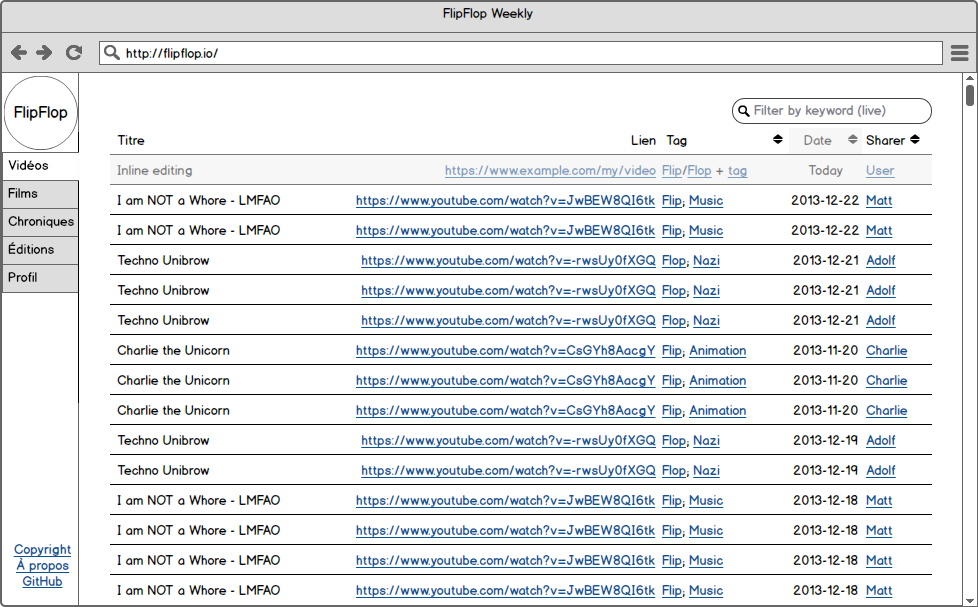 FlipFlop Weekly
http://flipflop.io/
FlipFlop
Vidéos
Films
Chroniques
Éditions
Profil
Copyright
À propos
GitHub
Filter by keyword (live)
Titre Lien Tag Date Sharer
Inline editing https://www.example.com/my/video Flip/Flop + tag Today User
I am NOT a Whore - LMFAO https://www.youtube.com/watch?v=JwBEW8QI6tk Flip; Music 2013-12-22 Matt
I am NOT a Whore - LMFAO https://www.youtube.com/watch?v=JwBEW8QI6tk Flip; Music 2013-12-22 Matt
Techno Unibrow https://www.youtube.com/watch?v=-rwsUy0fXGQ Flop; Nazi 2013-12-21 Adolf
Techno Unibrow https://www.youtube.com/watch?v=-rwsUy0fXGQ Flop; Nazi 2013-12-21 Adolf
Techno Unibrow https://www.youtube.com/watch?v=-rwsUy0fXGQ Flop; Nazi 2013-12-21 Adolf
Charlie the Unicorn https://www.youtube.com/watch?v=CsGYh8AacgY Flip; Animation 2013-11-20 Charlie
Charlie the Unicorn https://www.youtube.com/watch?v=CsGYh8AacgY Flip; Animation 2013-11-20 Charlie
Charlie the Unicorn https://www.youtube.com/watch?v=CsGYh8AacgY Flip; Animation 2013-11-20 Charlie
Techno Unibrow https://www.youtube.com/watch?v=-rwsUy0fXGQ Flop; Nazi 2013-12-19 Adolf
Techno Unibrow https://www.youtube.com/watch?v=-rwsUy0fXGQ Flop; Nazi 2013-12-19 Adolf
I am NOT a Whore - LMFAO https://www.youtube.com/watch?v=JwBEW8QI6tk Flip; Music 2013-12-18 Matt
I am NOT a Whore - LMFAO https://www.youtube.com/watch?v=JwBEW8QI6tk Flip; Music 2013-12-18 Matt
I am NOT a Whore - LMFAO https://www.youtube.com/watch?v=JwBEW8QI6tk Flip; Music 2013-12-18 Matt
I am NOT a Whore - LMFAO https://www.youtube.com/watch?v=JwBEW8QI6tk Flip; Music 2013-12-18 Matt